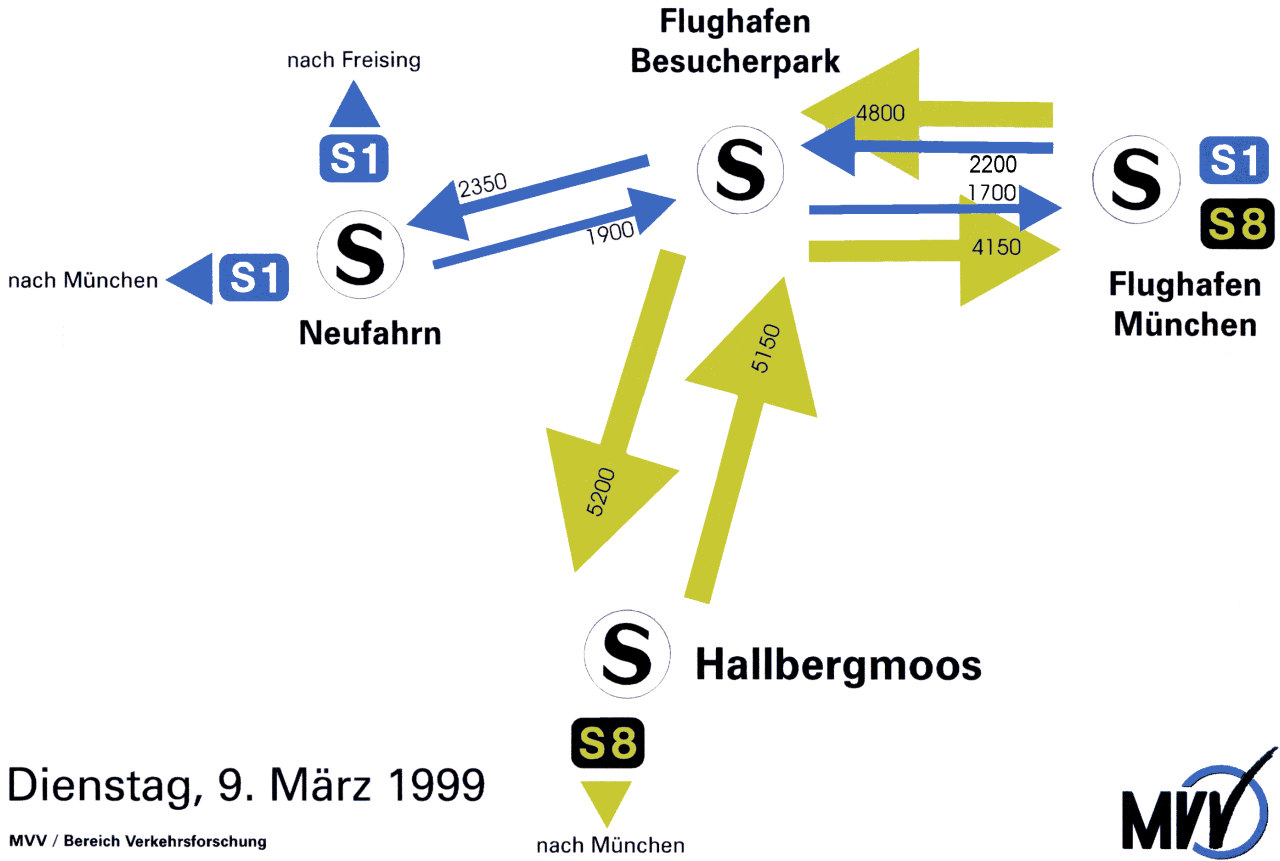 Flughafen
Besucherpark
nach Freising
S1
S
2350
1900
4800
2200
1700
4150
S
S
S1
S8
nach München
S1
S
Neufahrn
Flughafen
München
5150
5200
S
Hallbergmoos
S8
nach München
Dienstag, 9. März 1999
MVV / Bereich Verkehrsforschung
MVV